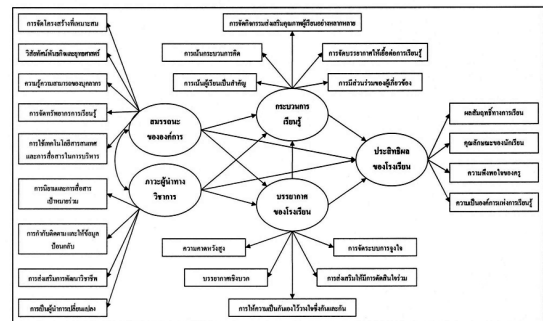 การจัดกิจกรรมส่งเสริมคุณภาพผู้เรียนอย่างหลากหลาย
การจัดโครงสร้างที่เหมาะสม
การเน้นกระบวนการคิด
การจัดบรรยากาศให้เอื้อต่อการเรียนรู้
วิสัยทัศน์พันธกิจและยุทธศาสตร์
การเน้นผู้เรียนเป็นสำคัญ
การมีส่วนร่วมของผู้เกี่ยวข้อง
ความรู้ความสามารถของบุคลากร
การจัดทรัพยากรการเรียนรู้
สมรรถนะ
ขององค์การ
กระบวนการ
เรียนรู้
ผลสัมฤทธิ์ทางการเรียน
การใช้เทคโนโลยีสารสนเทศ
และการสื่อสารในการบริหาร
ประสิทธิผล
ของโรงเรียน
คุณลักษณะของนักเรียน
ภาวะผู้นำทาง
วิชาการ
บรรยากาศ
ของโรงเรียน
ความพึงพอใจของครู
การนิยามและการสื่อสาร
เป้าหมายร่วม
ความเป็นองค์การแห่งการเรียนรู้
การกำกับติดตามและให้ข้อมูล
ป้อนกลับ
ความคาดหวังสูง
การจัดระบบการจูงใจ
การส่งเสริมการพัฒนาวิชาชีพ
บรรยากาศเชิงบวก
การส่งเสริมให้มีการตัดสินใจร่วม
การเป็นผู้นำการเปลี่ยนแปลง
การให้ความเป็นกันเองไว้วางใจซึ่งกันและกัน